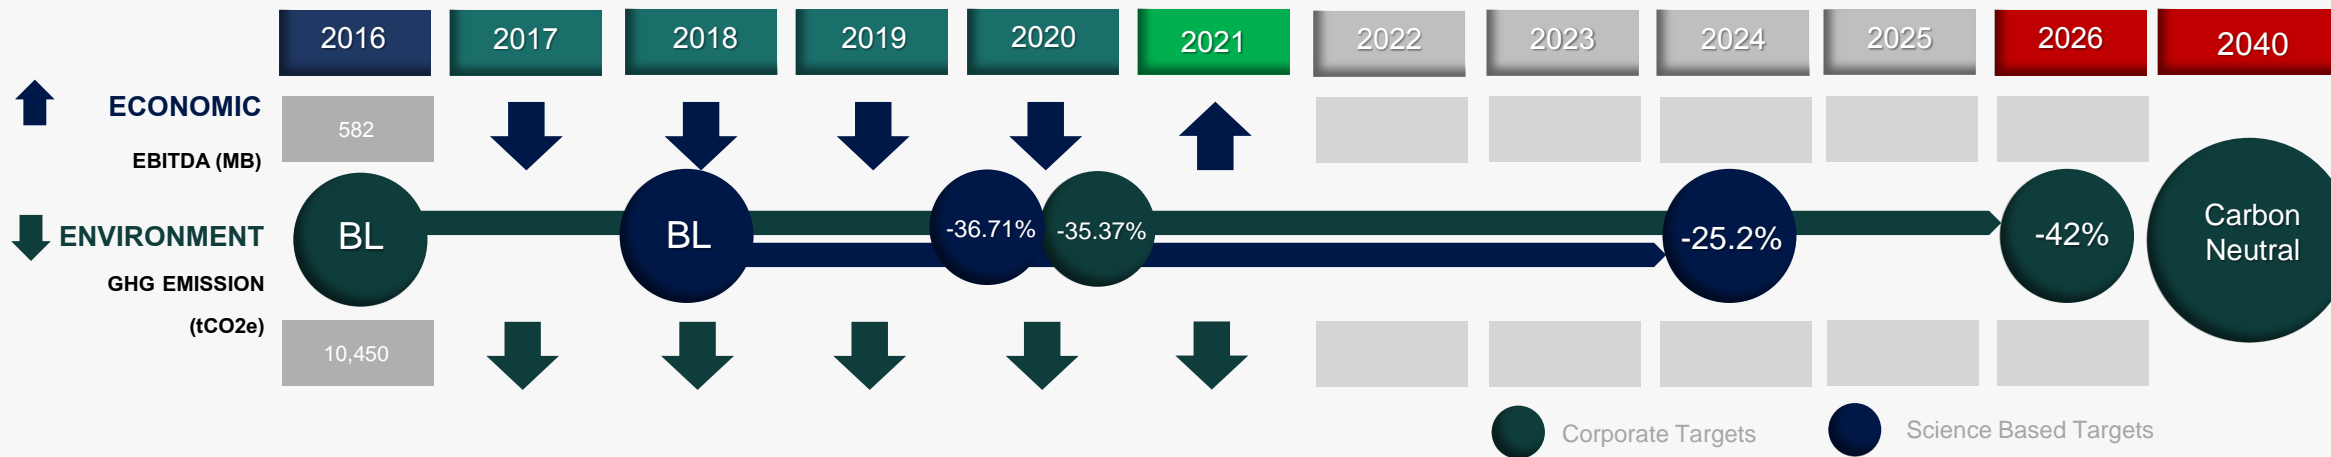 2016 2017 2018 2019 2020 2021 2022 2023 2024 2025 2026 2040
ECONOMIC
582
EBITDA (MB)
BL BL -36.71% -35.37% -25.2% -42% Carbon
Neutral
ENVIRONMENT
GHG EMISSION
(tCO2e)
10,450
Corporate Targets Science Based Targets